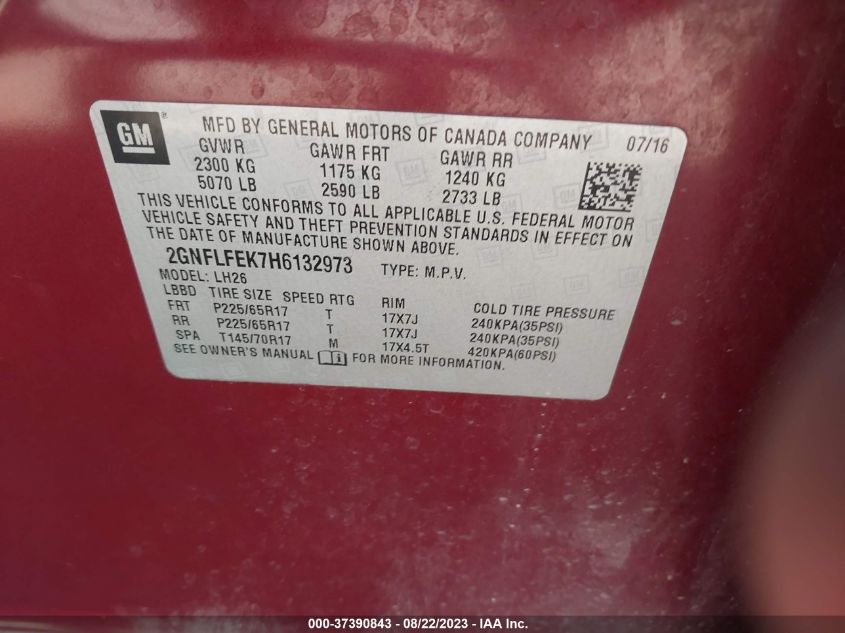 GM ®
MFD BY GENERAL MOTORS OF CANADA COMPANY 07/16
GVWR GAWR FRT GAWR RR
2300 KG 1175 KG 1240 KG
5070 LB 2590 LB 2733 LB
THIS VEHICLE CONFORMS TO ALL APPLICABLE U.S. FEDERAL MOTOR
VEHICLE SAFETY AND THEFT PREVENTION STANDARDS IN EFFECT ON
THE DATE OF MANUFACTURE SHOWN ABOVE.
2GNFLFEK7H6132973 TYPE: M.P.V.
MODEL: LH26
LBBD TIRE SIZE SPEED RTG RIM COLD TIRE PRESSURE
FRT P225/65R17 T 17X7J 240KPA(35PSI)
RR P225/65R17 T 17X7J 240KPA(35PSI)
SPA T145/70R17 M 17X4.5T 420KPA(60PSI)
SEE OWNER'S MANUAL FOR MORE INFORMATION.
000-37390843 - 08/22/2023 - IAA Inc.